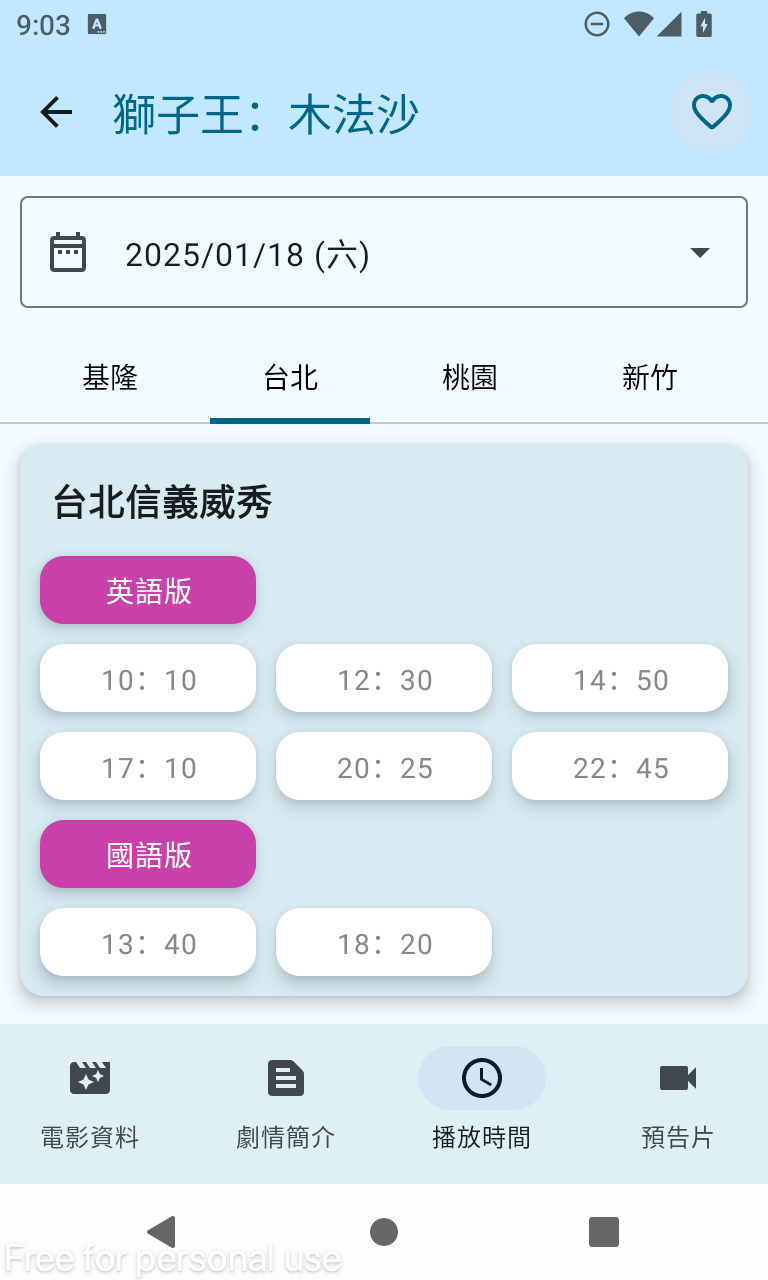 9:03
獅子王：木法沙
2025/01/18 (六)
基隆 台北 桃園 新竹
台北信義威秀
英語版
10：10 12：30 14：50
17：10 20：25 22：45
國語版
13：40 18：20
電影資料 劇情簡介 播放時間 預告片
Free for personal use